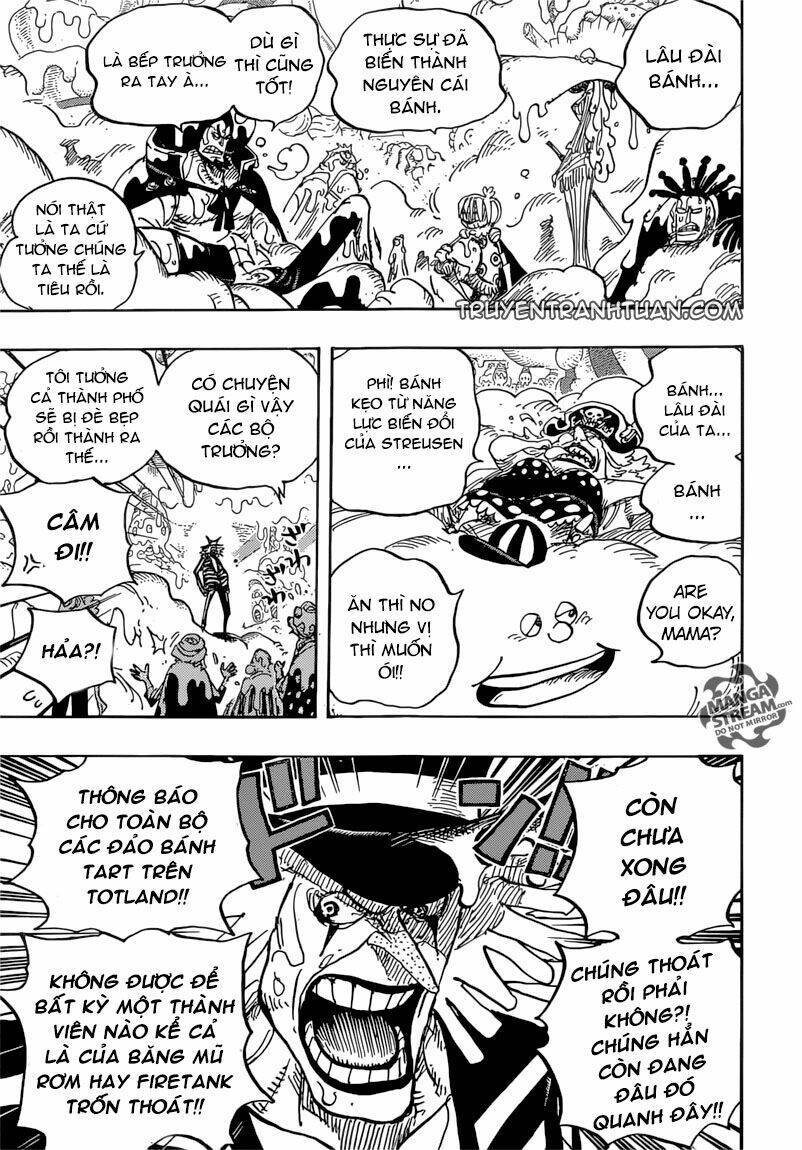 LÂU ĐÀI
BÁNH...
THỰC SỰ ĐÃ
BIẾN THÀNH
NGUYÊN CÁI
BÁNH.
DÙ GÌ
THÌ CŨNG
TỐT!
LÀ BẾP TRƯỞNG
RA TAY À...
NÓI THẬT
LÀ TA CỨ
TƯỞNG CHÚNG
TA THẾ LÀ
TIÊU RỒI.
TRUYENTRANHTUAN.COM
BÁNH...
LÂU ĐÀI
CỦA TA...
BÁNH
...
PHÌ! BÁNH
KẸO TỪ NĂNG
LỰC BIẾN ĐỔI
CỦA STREUSEN
...
ARE
YOU OKAY,
MAMA?
ĂN THÌ NO
NHƯNG VỊ
THÌ MUỐN
ÓI!!
CÓ CHUYỆN
QUÁI GÌ VẬY
CÁC BỘ
TRƯỞNG?
TÔI TƯỞNG
CẢ THÀNH PHỐ
SẼ BỊ ĐÈ BẸP
RỒI THÀNH RA
THẾ...
CÂM
ĐI!!
HẢA?!
MANGA
STREAM.com
DO NOT MIRROR
CÒN
CHƯA
XONG
ĐÂU!!
CHÚNG THOÁT
RỒI PHẢI
KHÔNG?!
CHÚNG HẲN
CÒN ĐANG
ĐÂU ĐÓ
QUANH ĐÂY!!
THÔNG BÁO
CHO TOÀN BỘ
CÁC ĐẢO BÁNH
TART TRÊN
TOTLAND!!
KHÔNG ĐƯỢC ĐỂ
BẤT KỲ MỘT THÀNH
VIÊN NÀO KỂ CẢ
LÀ CỦA BĂNG MŨ
RƠM HAY FIRETANK
TRỐN THOÁT!!